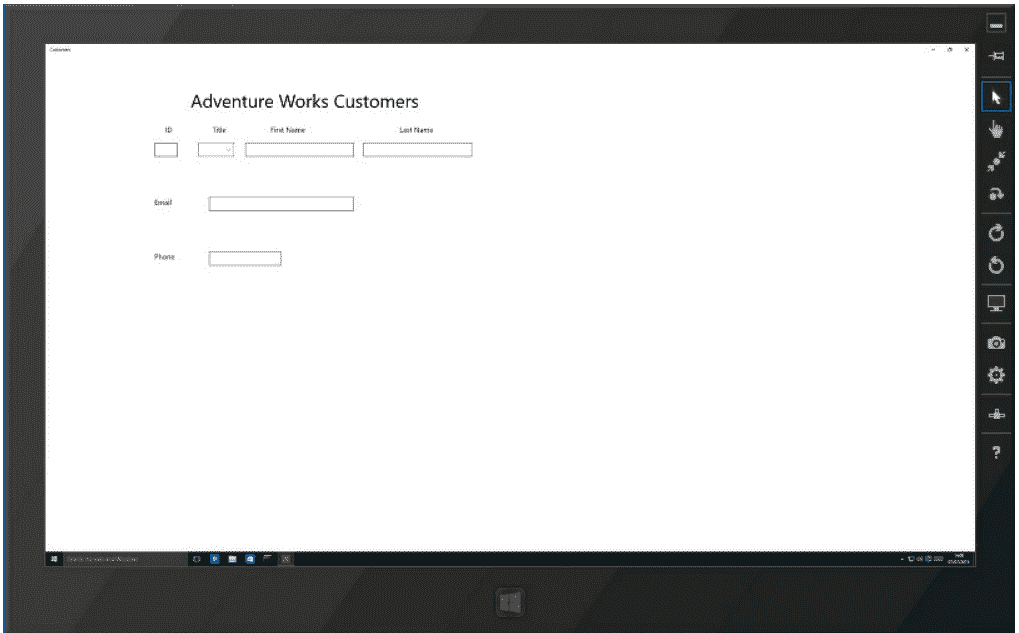 Customers
Adventure Works Customers
ID Title First Name Last Name
Email
Phone
?